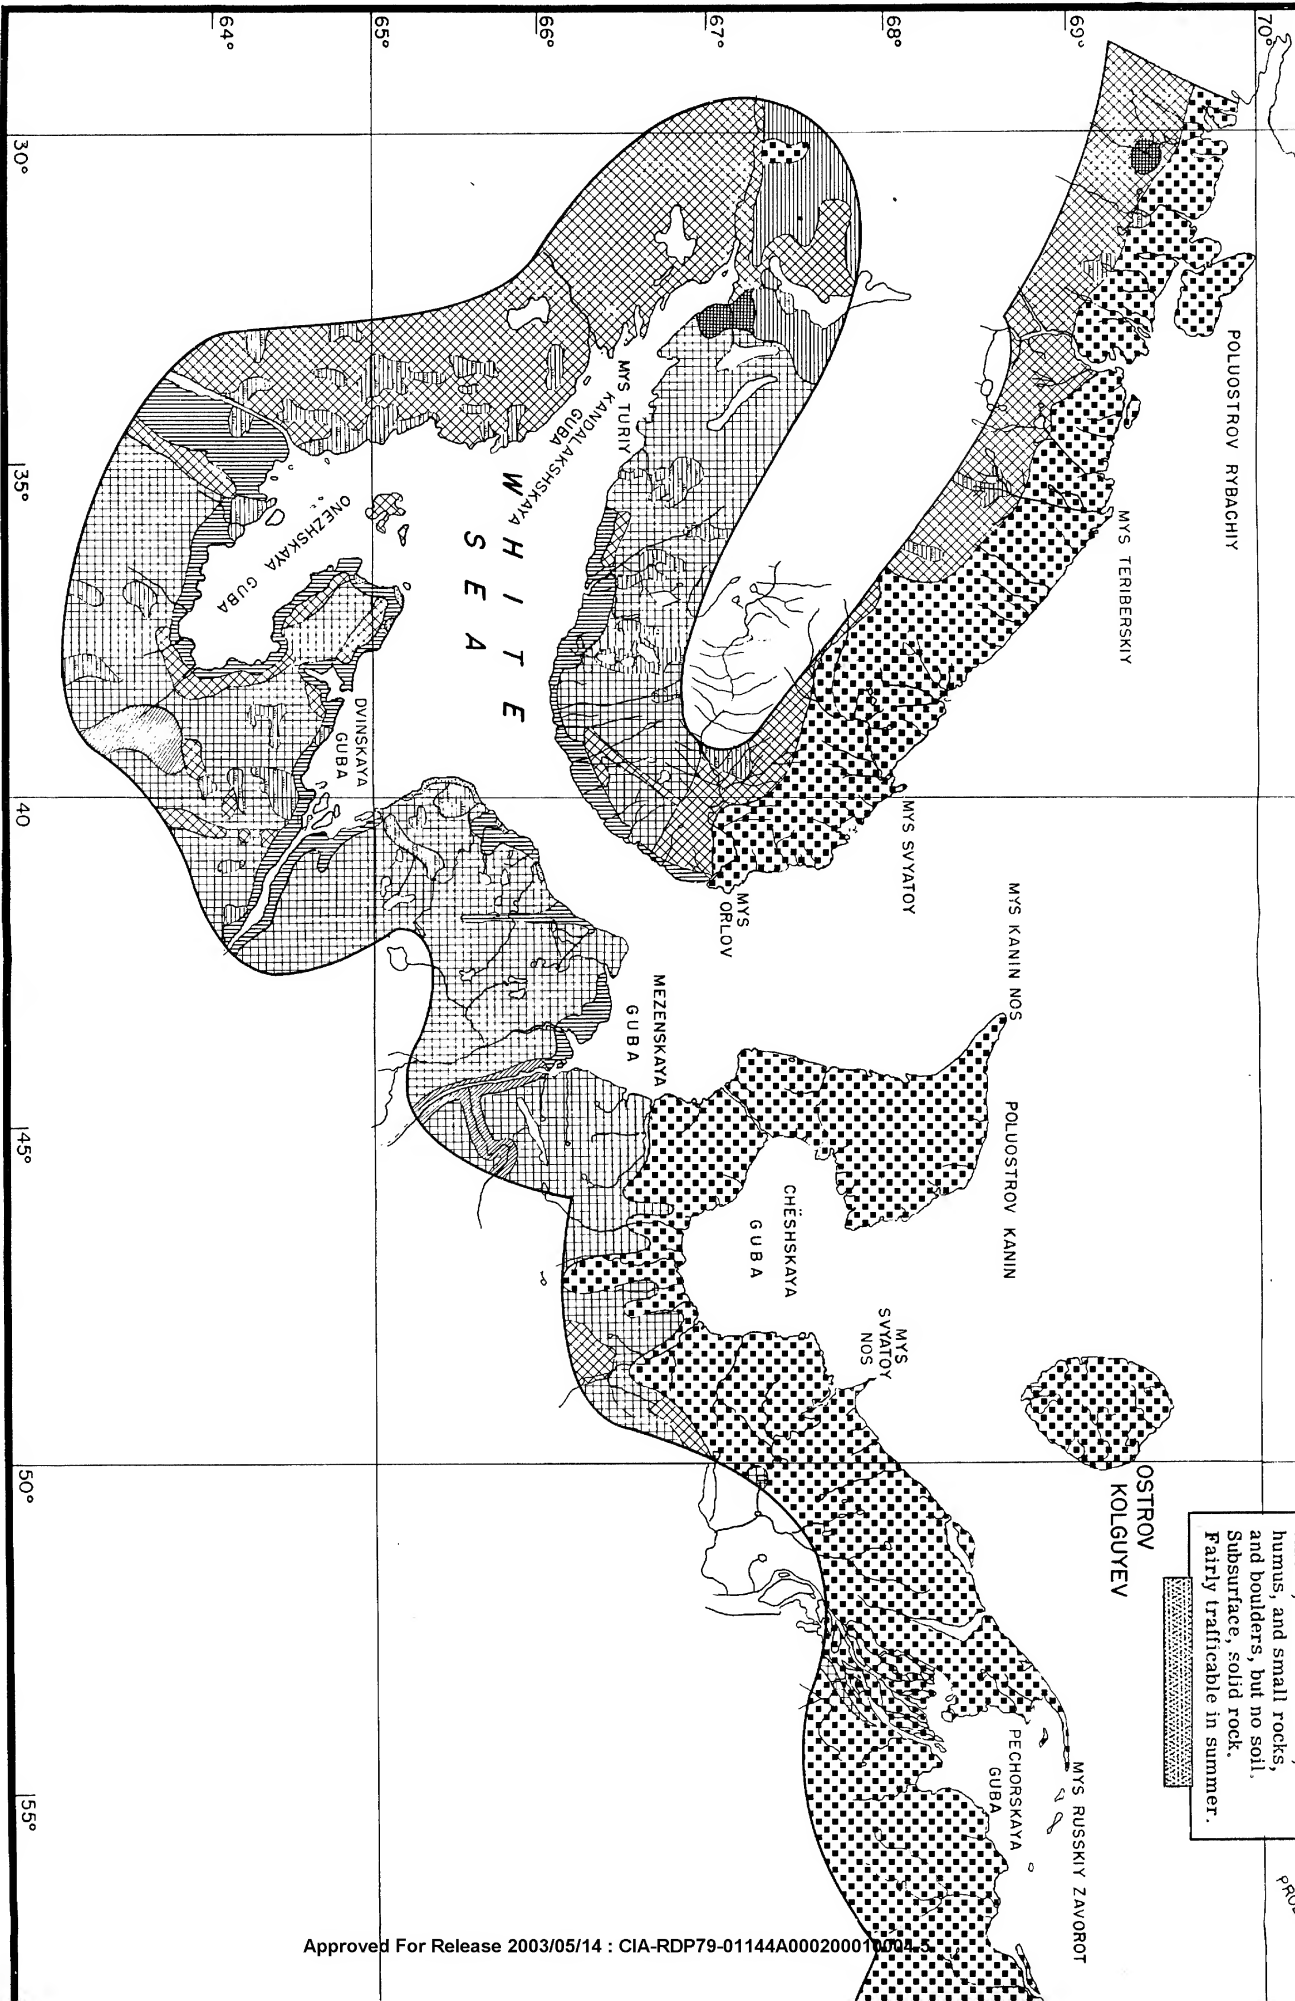 64°
65°
66°
67°
68°
69°
70°
30°
35°
40
45°
50°
55°
POLUOSTROV RYBACHIY
MYS TERIBERSKIY
MYS SVYATOY
MYS KANIN NOS
POLUOSTROV KANIN
MYS TURIY
KANDALAKSHSKAYA
GUBA
WHITE
SEA
ONEZHSKAYA GUBA
DVINSKAYA
GUBA
MYS
ORLOV
MEZENSKAYA
GUBA
CHËSHSKAYA
GUBA
MYS
SVYATOY
NOS
OSTROV
KOLGUYEV
PECHORSKAYA
GUBA
MYS RUSSKIY ZAVOROT
humus, and small rocks,
and boulders, but no soil.
Subsurface, solid rock.
Fairly trafficable in summer.
Approved For Release 2003/05/14 : CIA-RDP79-01144A000200010004-5